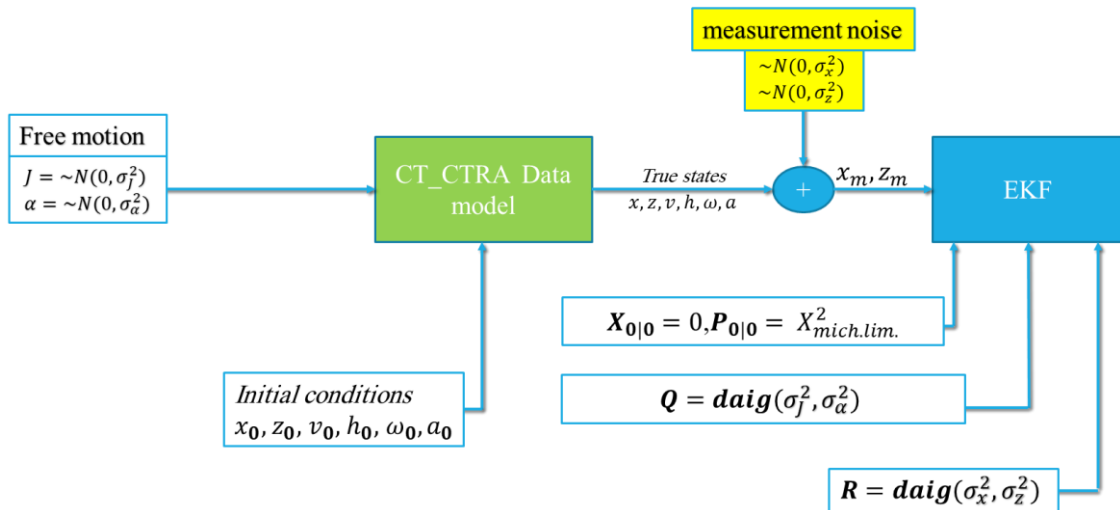 measurement noise
~N(0, σ_x^2)
~N(0, σ_z^2)
Free motion
J = ~N(0, σ_J^2)
α = ~N(0, σ_α^2)
CT_CTRA Data
model
True states
x, z, v, h, ω, a
+
x_m, z_m
EKF
X_{0|0} = 0, P_{0|0} = X_{mich.lim.}^2
Initial conditions
x_0, z_0, v_0, h_0, ω_0, a_0
Q = daig(σ_J^2, σ_α^2)
R = daig(σ_x^2, σ_z^2)